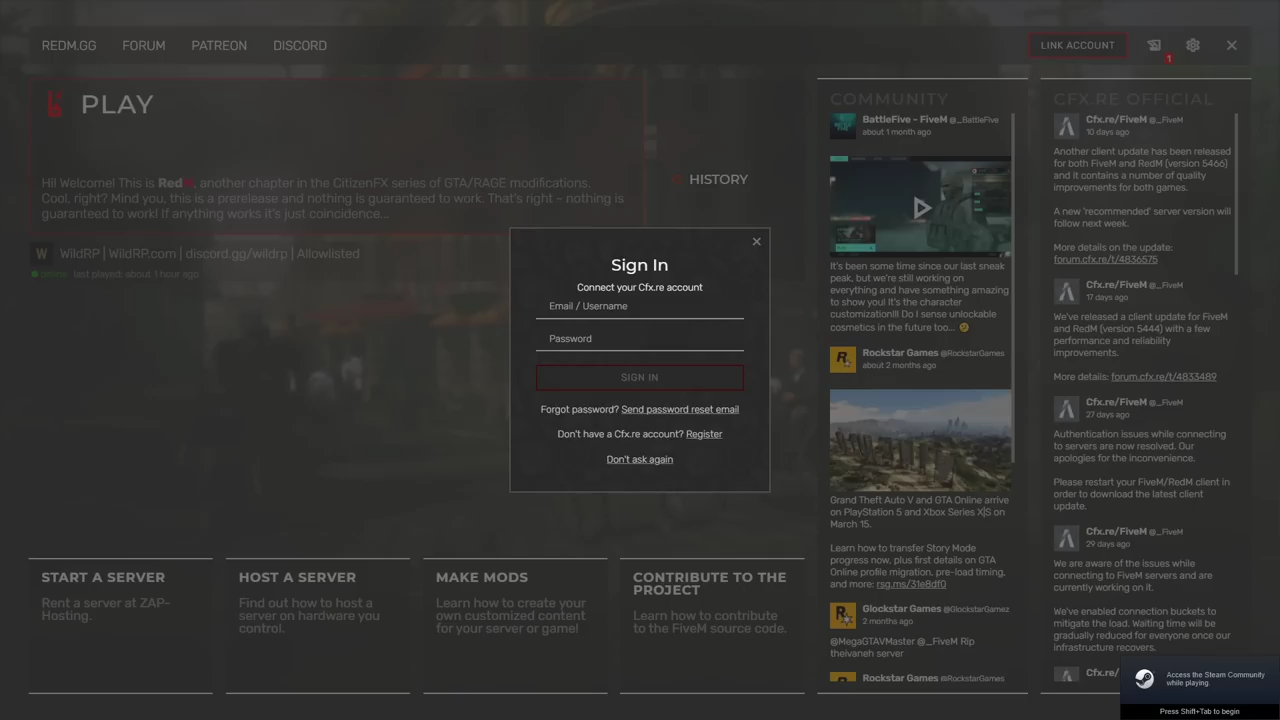 REDM.GG
FORUM
PATREON
DISCORD
LINK ACCOUNT
1
PLAY
Hi! Welcome! This is RedM, another chapter in the CitizenFX series of GTA/RAGE modifications.
Cool, right? Mind you, this is a prerelease and nothing is guaranteed to work. That's right - nothing is
guaranteed to work! If anything works it's just coincidence...
HISTORY
W
WildRP | WildRP.com | discord.gg/wildrp | Allowlisted
online last played: about 1 hour ago
Sign In
Connect your Cfx.re account
Email / Username
Password
SIGN IN
Forgot password? Send password reset email
Don't have a Cfx.re account? Register
Don't ask again
START A SERVER
Rent a server at ZAP-
Hosting.
HOST A SERVER
Find out how to host a
server on hardware you
control.
MAKE MODS
Learn how to create your
own customized content
for your server or game!
CONTRIBUTE TO THE
PROJECT
Learn how to contribute
to the FiveM source code.
COMMUNITY
BattleFive - FiveM @_BattleFive
about 1 month ago
It's been some time since our last sneak
peak, but we're still working on
everything and have something amazing
to show you! It's the character
customization!!! Do I sense unlockable
cosmetics in the future too...
Rockstar Games @RockstarGames
about 2 months ago
Grand Theft Auto V and GTA Online arrive
on PlayStation 5 and Xbox Series X|S on
March 15.
Learn how to transfer Story Mode
progress now, plus first details on GTA
Online profile migration, pre-load timing,
and more: rsg.ms/31e8df0
Glockstar Games @GlockstarGamez
2 months ago
@MegaGTAVMaster @_FiveM Rip
theivaneh server
Rockstar Games @RockstarGames
CFX.RE OFFICIAL
Cfx.re/FiveM @_FiveM
10 days ago
Another client update has been released
for both FiveM and RedM (version 5466)
and it contains a number of quality
improvements for both games.
A new 'recommended' server version will
follow next week.
More details on the update:
forum.cfx.re/t/4836575
Cfx.re/FiveM @_FiveM
17 days ago
We've released a client update for FiveM
and RedM (version 5444) with a few
performance and reliability
improvements.
More details: forum.cfx.re/t/4833489
Cfx.re/FiveM @_FiveM
27 days ago
Authentication issues while connecting
to servers are now resolved. Our
apologies for the inconvenience.
Please restart your FiveM/RedM client in
order to download the latest client
update.
Cfx.re/FiveM @_FiveM
29 days ago
We are aware of the issues while
connecting to FiveM servers and are
currently working on it.
We've enabled connection buckets to
mitigate the load. Waiting time will be
gradually reduced for everyone once our
infrastructure recovers.
Cfx.re/
Access the Steam Community
while playing.
Press Shift+Tab to begin